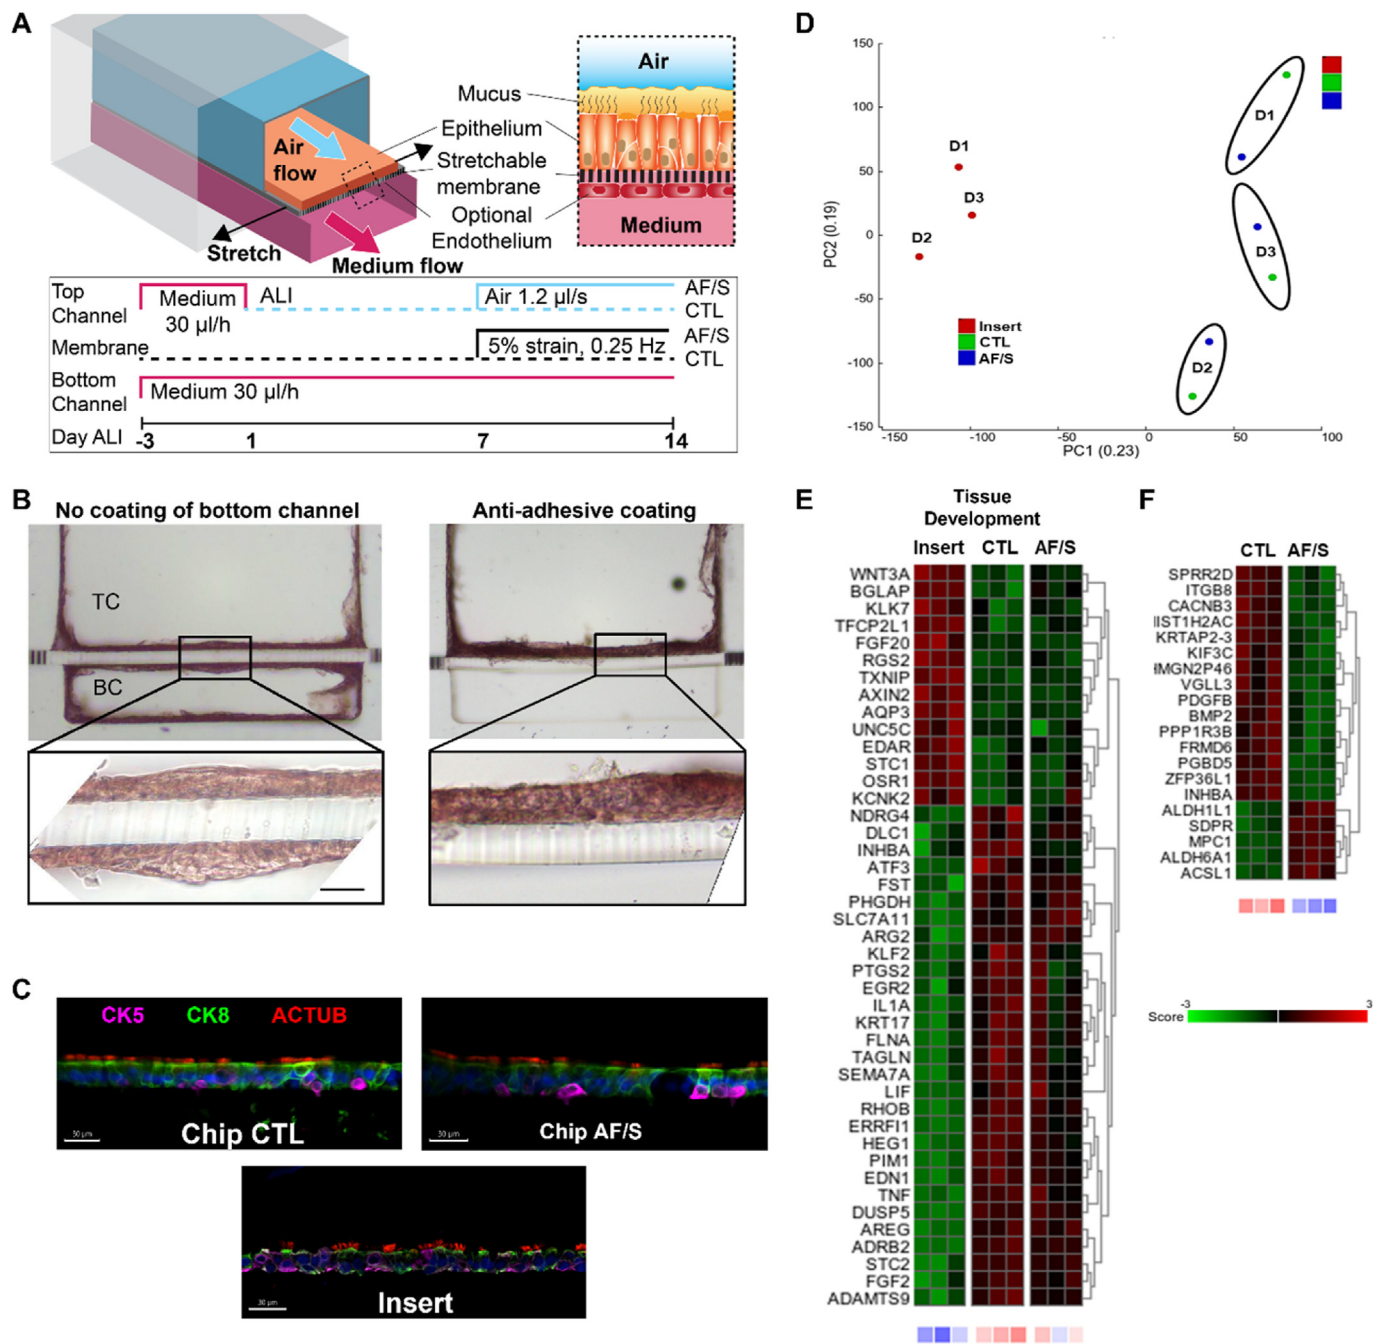 A
Air
Mucus
Epithelium
Stretchable
membrane
Optional
Endothelium
Air
flow
Stretch
Medium flow
Medium
Top
Channel
Medium
30 µl/h
ALI
Air 1.2 µl/s
AF/S
CTL
Membrane
5% strain, 0.25 Hz
AF/S
CTL
Bottom
Channel
Medium 30 µl/h
Day ALI
-3
1
7
14
B
No coating of bottom channel
Anti-adhesive coating
TC
BC
C
CK5
CK8
ACTUB
30 µm
Chip CTL
30 µm
Chip AF/S
30 µm
Insert
D
150
100
50
0
-50
-100
-150
PC2 (0.19)
D1
D3
D2
D1
D3
D2
Insert
CTL
AF/S
-150
-100
-50
0
50
100
PC1 (0.23)
E
Tissue
Development
Insert
CTL
AF/S
WNT3A
BGLAP
KLK7
TFCP2L1
FGF20
RGS2
TXNIP
AXIN2
AQP3
UNC5C
EDAR
STC1
OSR1
KCNK2
NDRG4
DLC1
INHBA
ATF3
FST
PHGDH
SLC7A11
ARG2
KLF2
PTGS2
EGR2
IL1A
KRT17
FLNA
TAGLN
SEMA7A
LIF
RHOB
ERRFI1
HEG1
PIM1
EDN1
TNF
DUSP5
AREG
ADRB2
STC2
FGF2
ADAMTS9
F
CTL
AF/S
SPRR2D
ITGB8
CACNB3
IIST1H2AC
KRTAP2-3
KIF3C
HMGN2P46
VGLL3
PDGFB
BMP2
PPP1R3B
FRMD6
PGBD5
ZFP36L1
INHBA
ALDH1L1
SDPR
MPC1
ALDH6A1
ACSL1
-3
3
Score